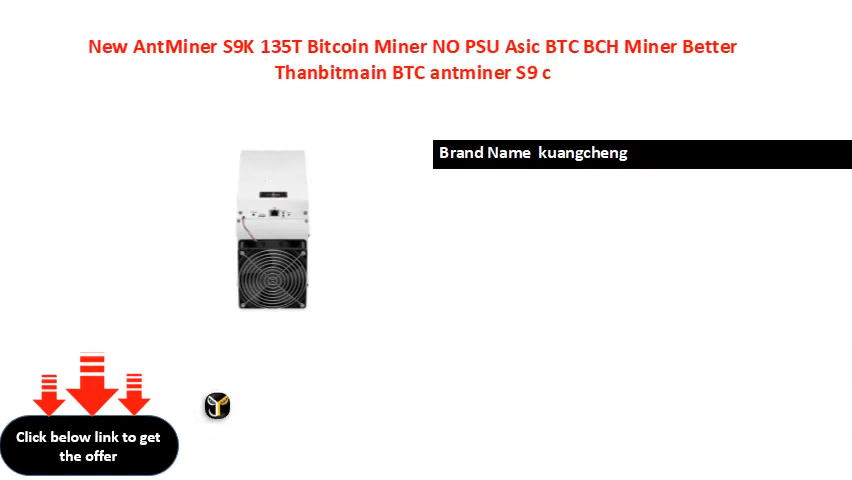 New AntMiner S9K 135T Bitcoin Miner NO PSU Asic BTC BCH Miner Better
Thanbitmain BTC antminer S9 c
Brand Name kuangcheng
Click below link to get
the offer